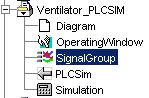 Ventilator_PLCSIM
Diagram
OperatingWindow
SignalGroup
PLCSim
Simulation